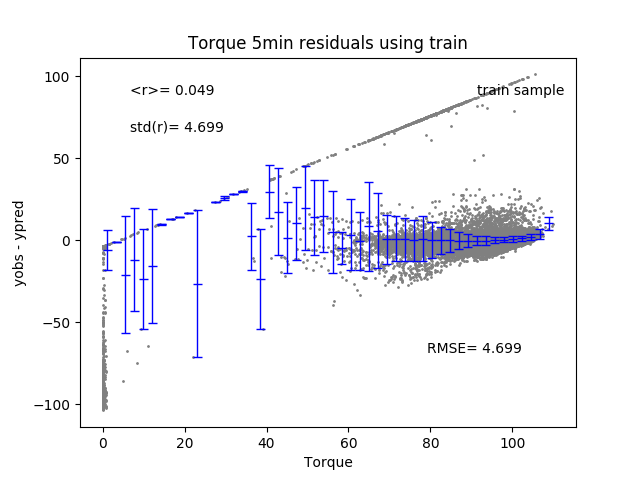 Torque 5min residuals using train
100
<r>= 0.049
train sample
std(r)= 4.699
50
yobs - ypred
0
−50
RMSE= 4.699
−100
0 20 40 60 80 100
Torque